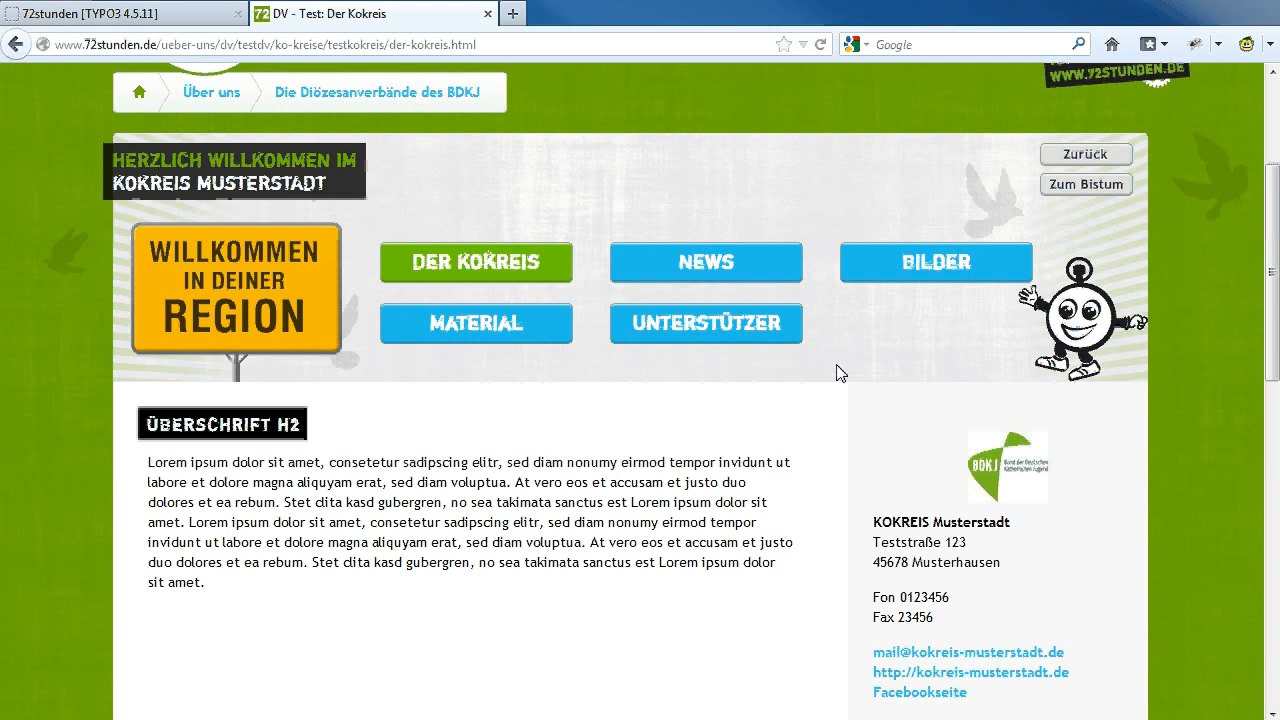 72stunden [TYPO3 4.5.11]
72 DV - Test: Der Kokreis
www.72stunden.de/ueber-uns/dv/testdv/ko-kreise/testkokreis/der-kokreis.html
Google
WWW.72STUNDEN.DE
Über uns
Die Diözesanverbände des BDKJ
HERZLICH WILLKOMMEN IM
KOKREIS MUSTERSTADT
Zurück
Zum Bistum
WILLKOMMEN
IN DEINER
REGION
DER KOKREIS
NEWS
BILDER
MATERIAL
UNTERSTÜTZER
ÜBERSCHRIFT H2
Lorem ipsum dolor sit amet, consetetur sadipscing elitr, sed diam nonumy eirmod tempor invidunt ut
labore et dolore magna aliquyam erat, sed diam voluptua. At vero eos et accusam et justo duo
dolores et ea rebum. Stet clita kasd gubergren, no sea takimata sanctus est Lorem ipsum dolor sit
amet. Lorem ipsum dolor sit amet, consetetur sadipscing elitr, sed diam nonumy eirmod tempor
invidunt ut labore et dolore magna aliquyam erat, sed diam voluptua. At vero eos et accusam et justo
duo dolores et ea rebum. Stet clita kasd gubergren, no sea takimata sanctus est Lorem ipsum dolor
sit amet.
BDKJ
Bund der Deutschen
Katholischen Jugend
KOKREIS Musterstadt
Teststraße 123
45678 Musterhausen
Fon 0123456
Fax 23456
mail@kokreis-musterstadt.de
http://kokreis-musterstadt.de
Facebookseite